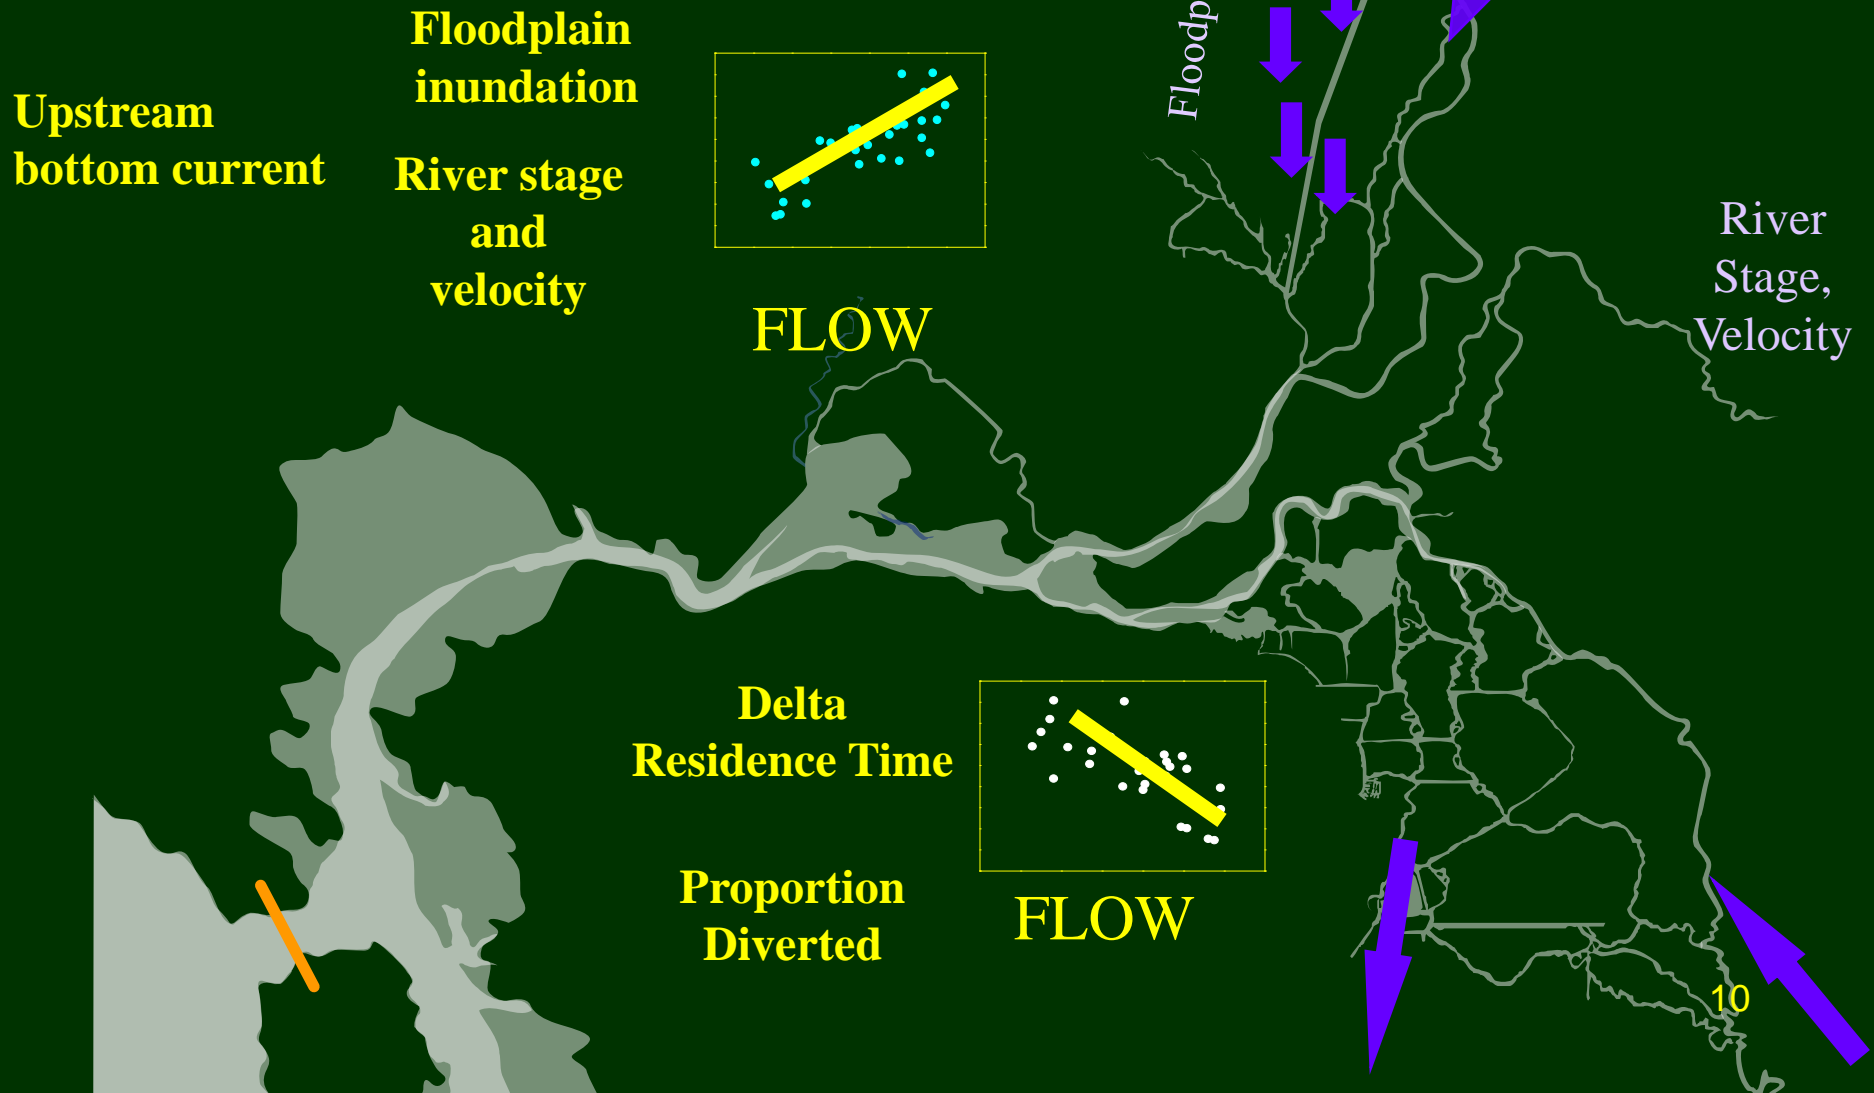 Floodplain
inundation
Upstream
bottom current
River stage
and
velocity
FLOW
Floodp
River
Stage,
Velocity
Delta
Residence Time
Proportion
Diverted
FLOW
10